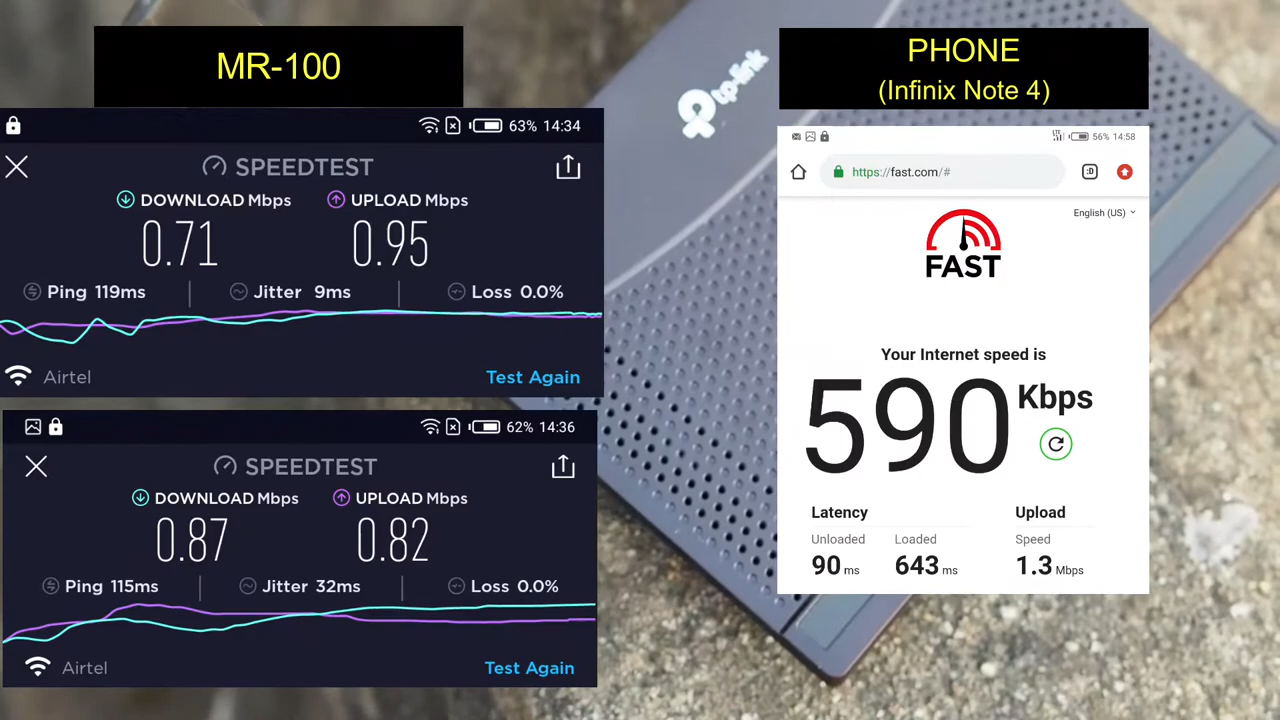 MR-100
63% 14:34
SPEEDTEST
DOWNLOAD Mbps UPLOAD Mbps
0.71 0.95
Ping 119ms Jitter 9ms Loss 0.0%
Airtel Test Again
62% 14:36
SPEEDTEST
DOWNLOAD Mbps UPLOAD Mbps
0.87 0.82
Ping 115ms Jitter 32ms Loss 0.0%
Airtel Test Again
tp-link
PHONE
(Infinix Note 4)
LTE 56% 14:58
https://fast.com/#
:D
English (US)
FAST
Your Internet speed is
590 Kbps
Latency Upload
Unloaded Loaded Speed
90 ms 643 ms 1.3 Mbps